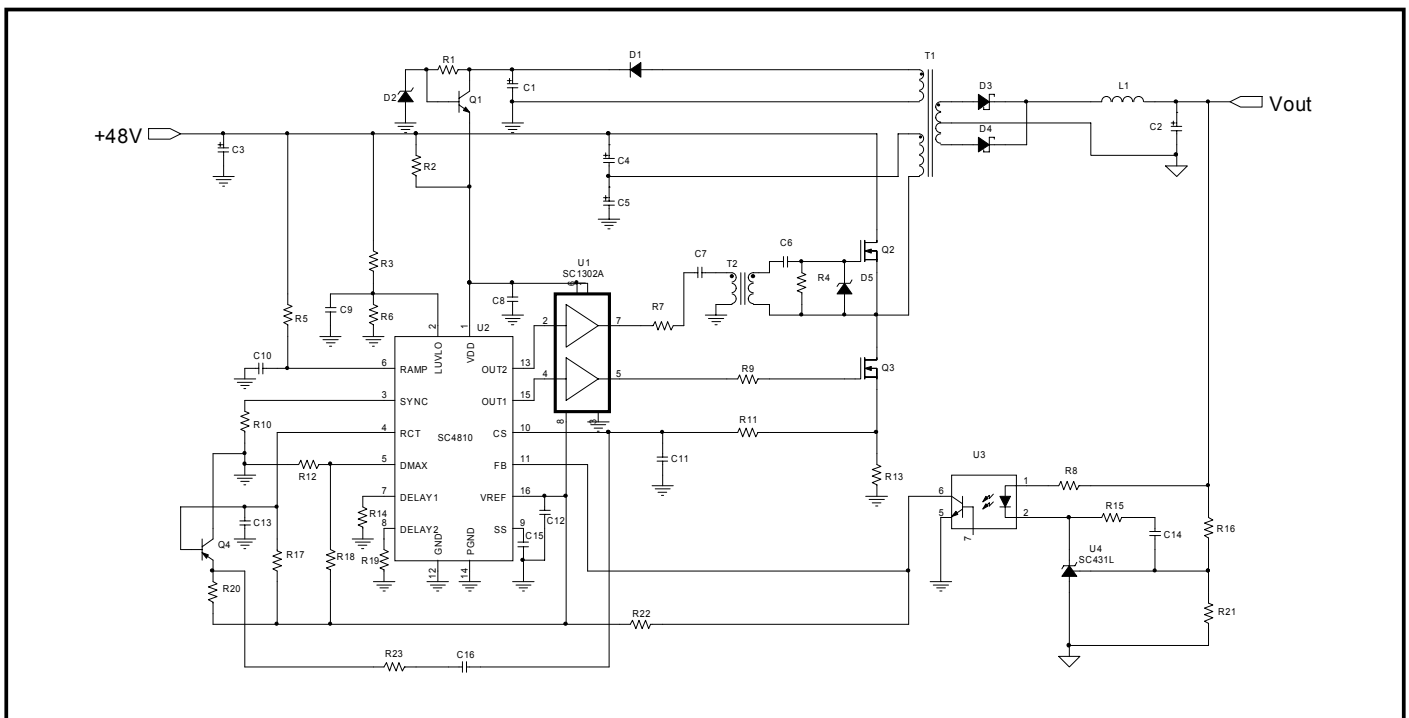 D1
T1
R1
D2
Q1
C1
D3
L1
Vout
+48V
C3
R2
C4
D4
C2
C5
C7
T2
C6
R4
D5
Q2
R3
U1
SC1302A
6
C9
R6
C8
R7
R5
2
LUVLO
1
VDD
U2
2
7
C10
6
RAMP
OUT2
13
4
5
R9
Q3
3
SYNC
OUT1
15
8
3
R10
4
RCT
SC4810
CS
10
R11
C11
R12
5
DMAX
FB
11
R13
U3
7
DELAY1
VREF
16
C12
6
5
7
1
2
R8
R14
8
DELAY2
SS
9
C15
R15
C14
R16
C13
Q4
R17
R18
R19
GND
12
PGND
14
U4
SC431L
R20
R22
R21
R23
C16